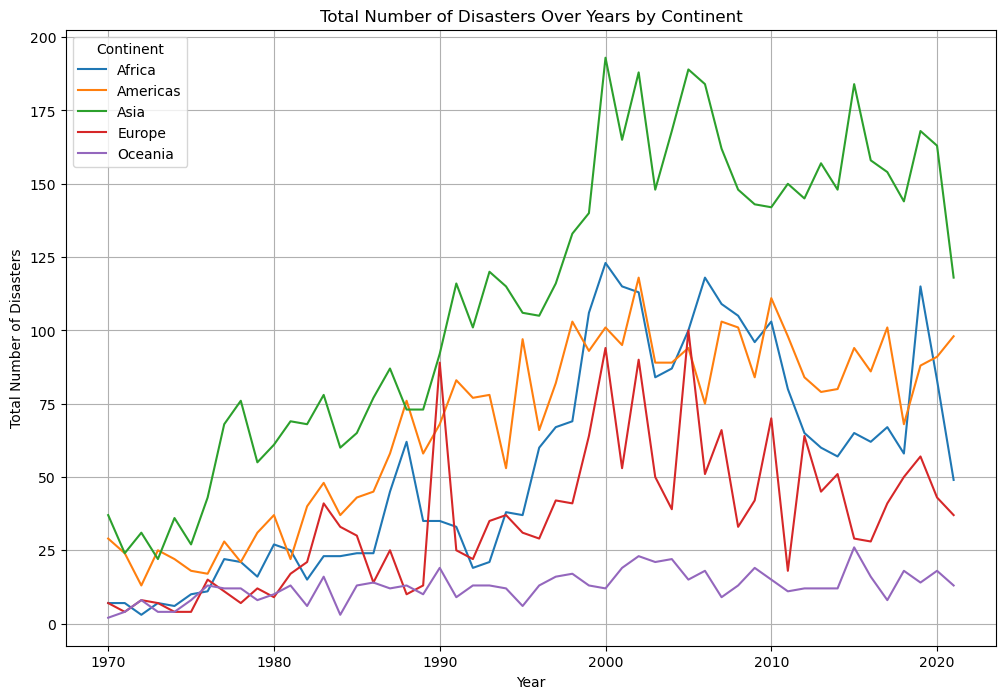 Total Number of Disasters Over Years by Continent
Total Number of Disasters
200
175
150
125
100
75
50
25
0
Continent
Africa
Americas
Asia
Europe
Oceania
1970 1980 1990 2000 2010 2020
Year